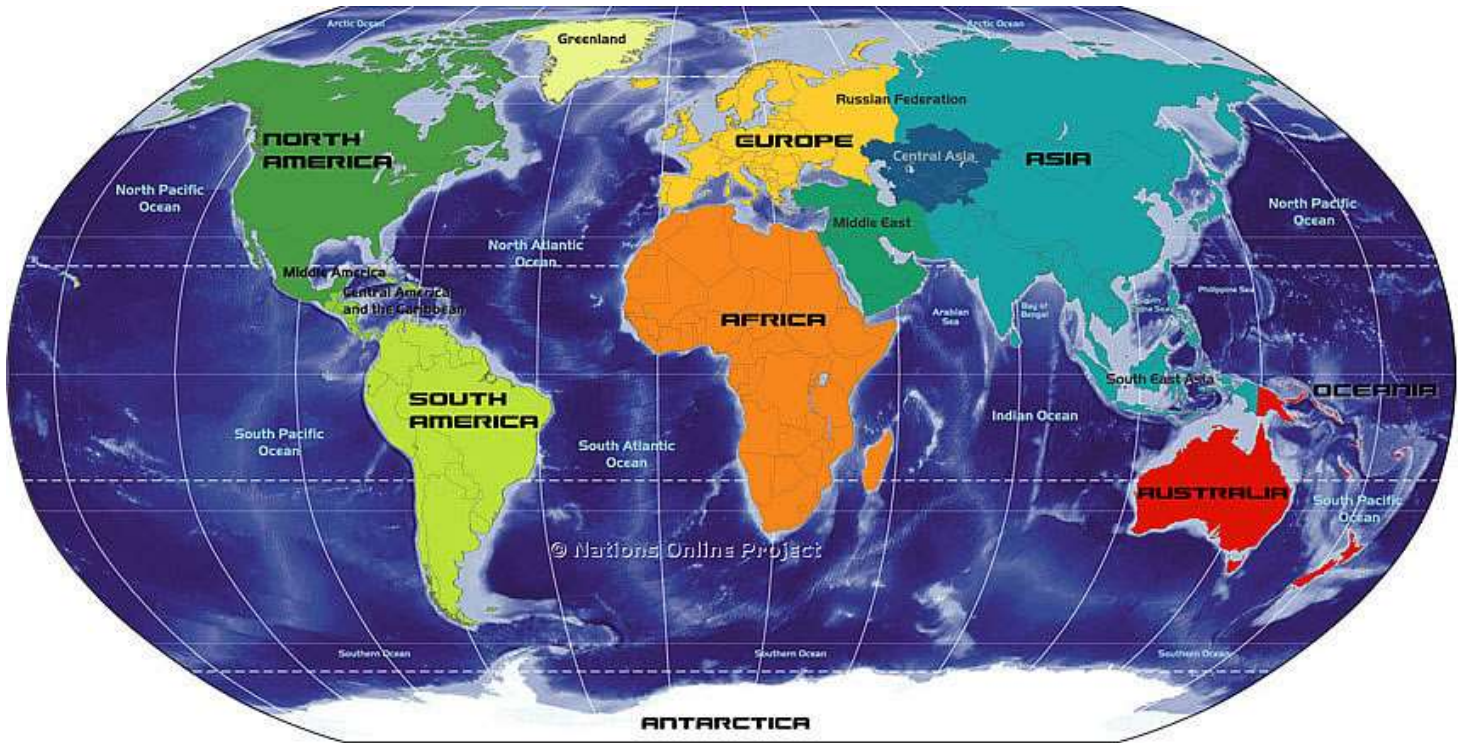 Arctic Ocean
Arctic Ocean
Greenland
Russian Federation
NORTH
AMERICA
EUROPE
Central Asia
ASIA
North Pacific
Ocean
North Pacific
Ocean
Middle East
North Atlantic
Ocean
Middle America
Central America
and the Caribbean
Philippine Sea
Arabian
Sea
Bay of
Bengal
South
China Sea
AFRICA
South East Asia
OCEANIA
SOUTH
AMERICA
Indian Ocean
South Pacific
Ocean
South Atlantic
Ocean
AUSTRALIA
South Pacific
Ocean
© Nations Online Project
Southern Ocean
Southern Ocean
Southern Ocean
ANTARCTICA